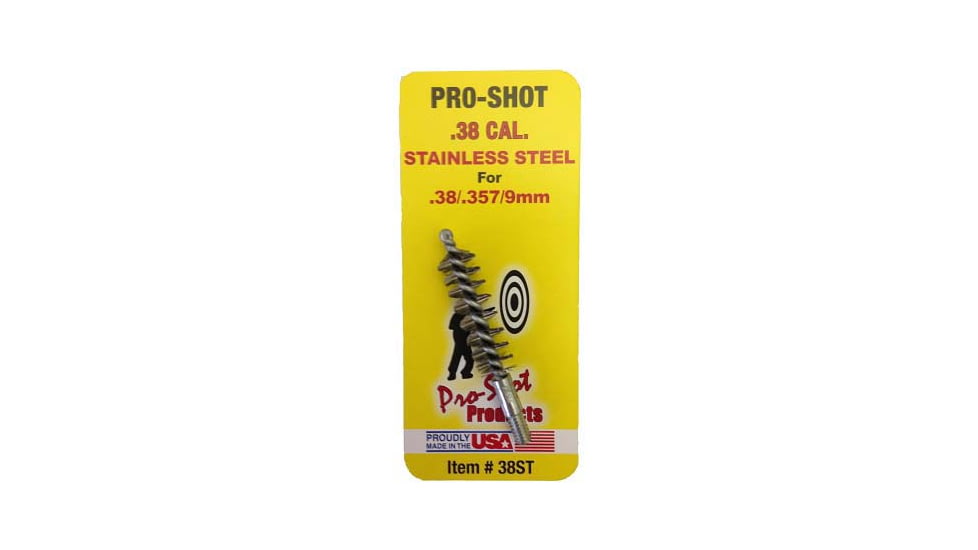 PRO-SHOT
.38 CAL.
STAINLESS STEEL
For
.38/.357/9mm
Pro-Shot
Products
PROUDLY
MADE IN THE USA
Item # 38ST